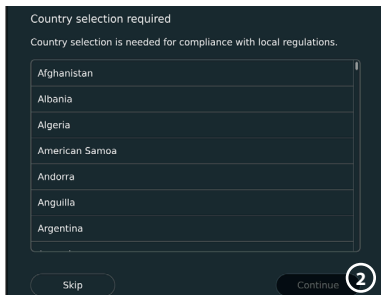 Country selection required
Country selection is needed for compliance with local regulations.
Afghanistan
Albania
Algeria
American Samoa
Andorra
Anguilla
Argentina
Skip
Continue
2